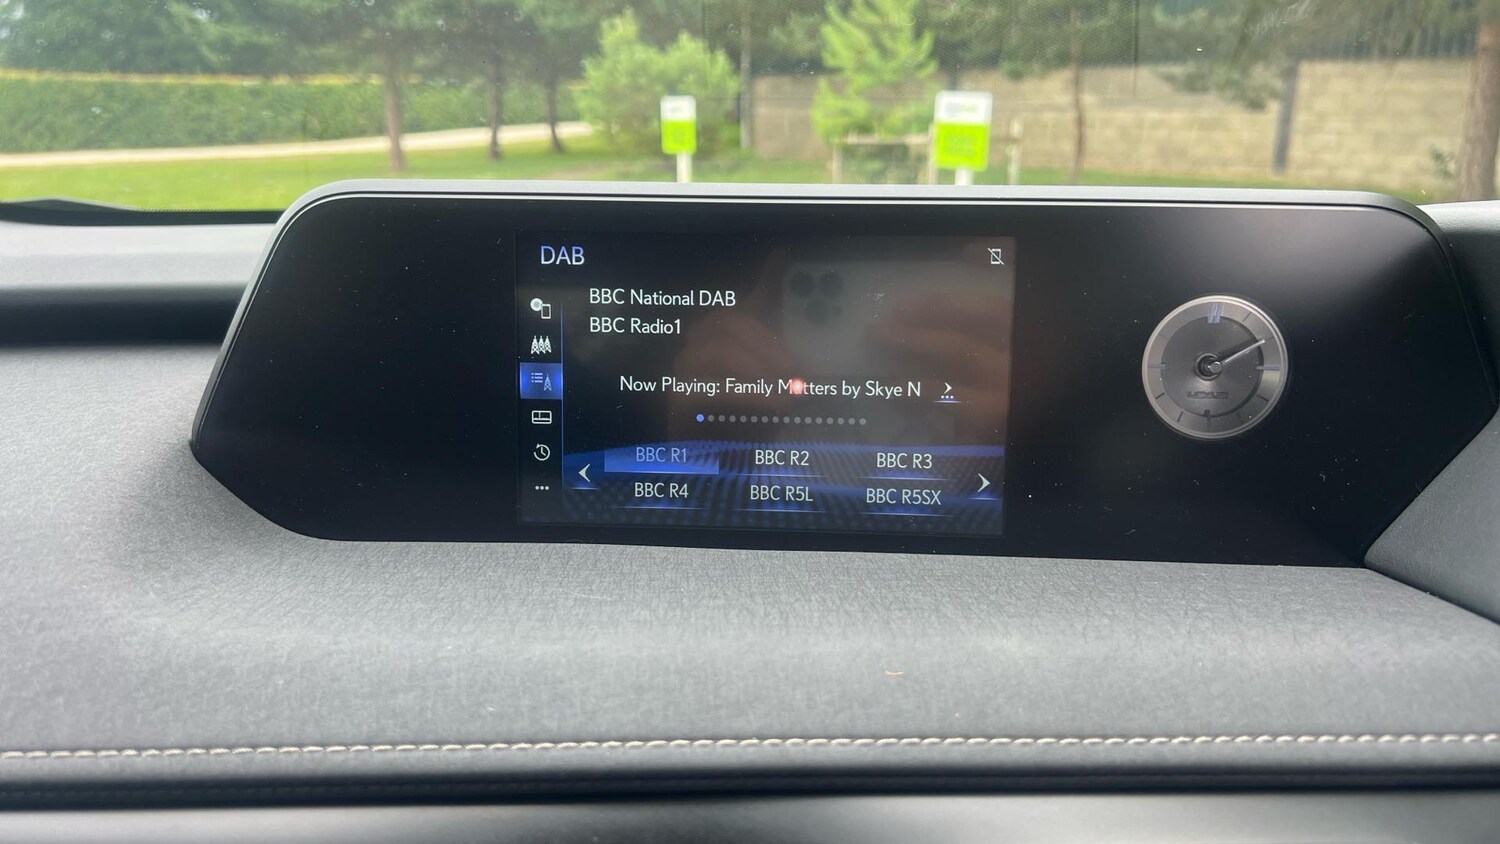 DAB
BBC National DAB
BBC Radio1
Now Playing: Family Matters by Skye N
BBC R1 BBC R2 BBC R3
BBC R4 BBC R5L BBC R5SX
LEXUS